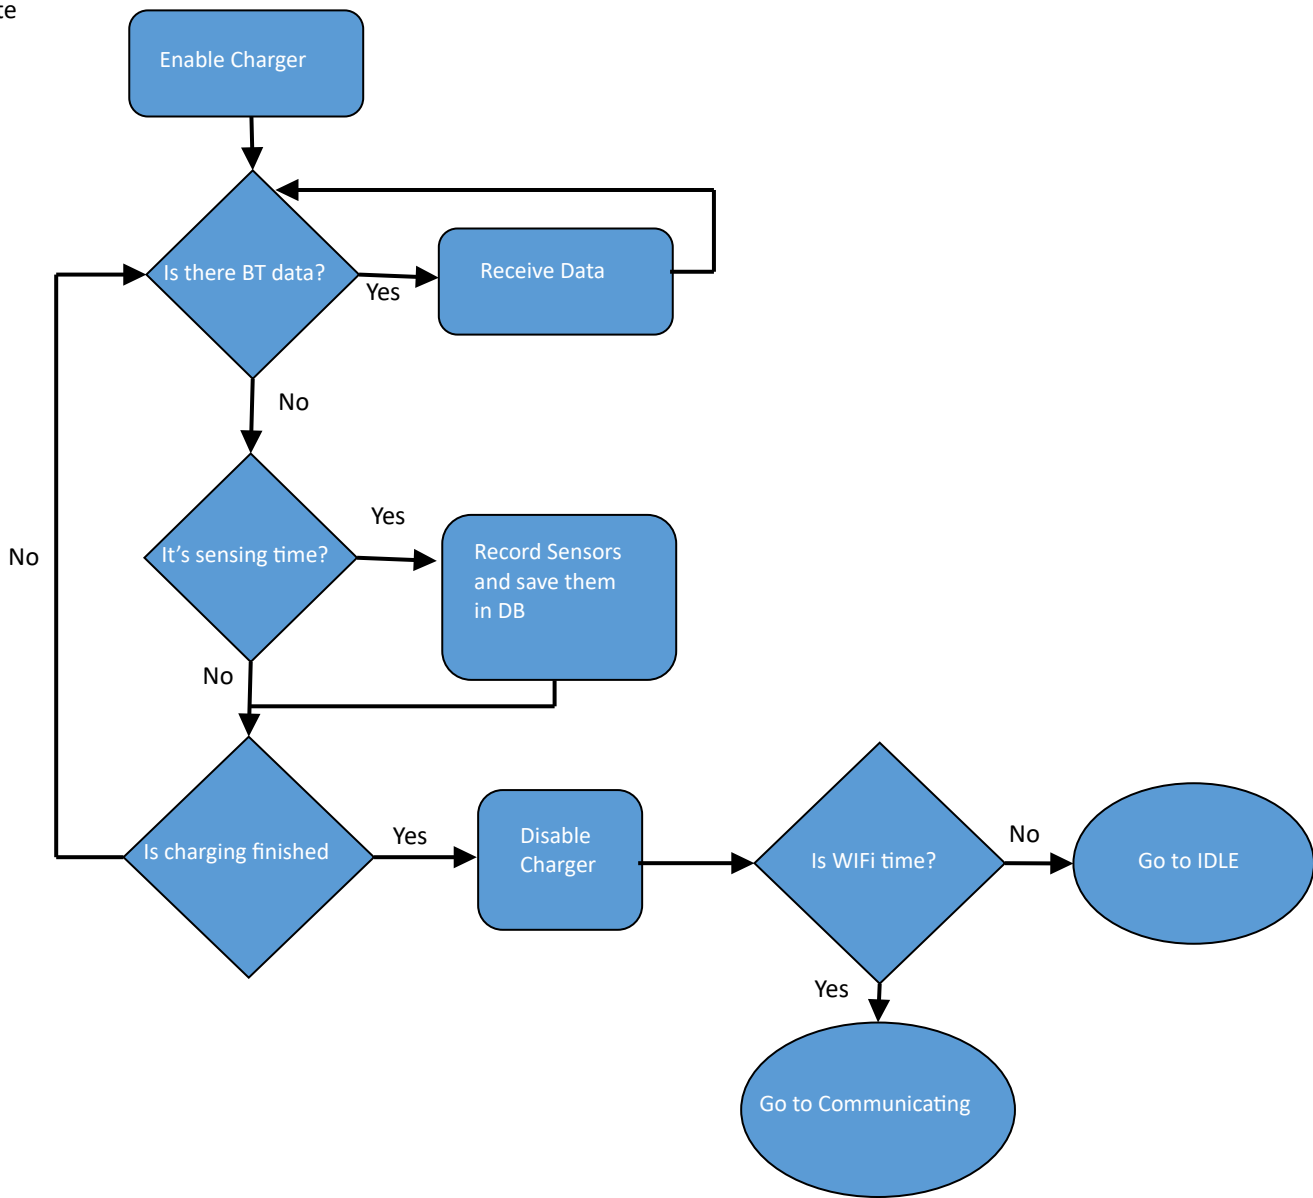 te
Enable Charger
Is there BT data?
Yes
Receive Data
No
It’s sensing time?
Yes
Record Sensors
and save them
in DB
No
No
Is charging finished
Yes
Disable
Charger
Is WIFi time?
No
Go to IDLE
Yes
Go to Communicating